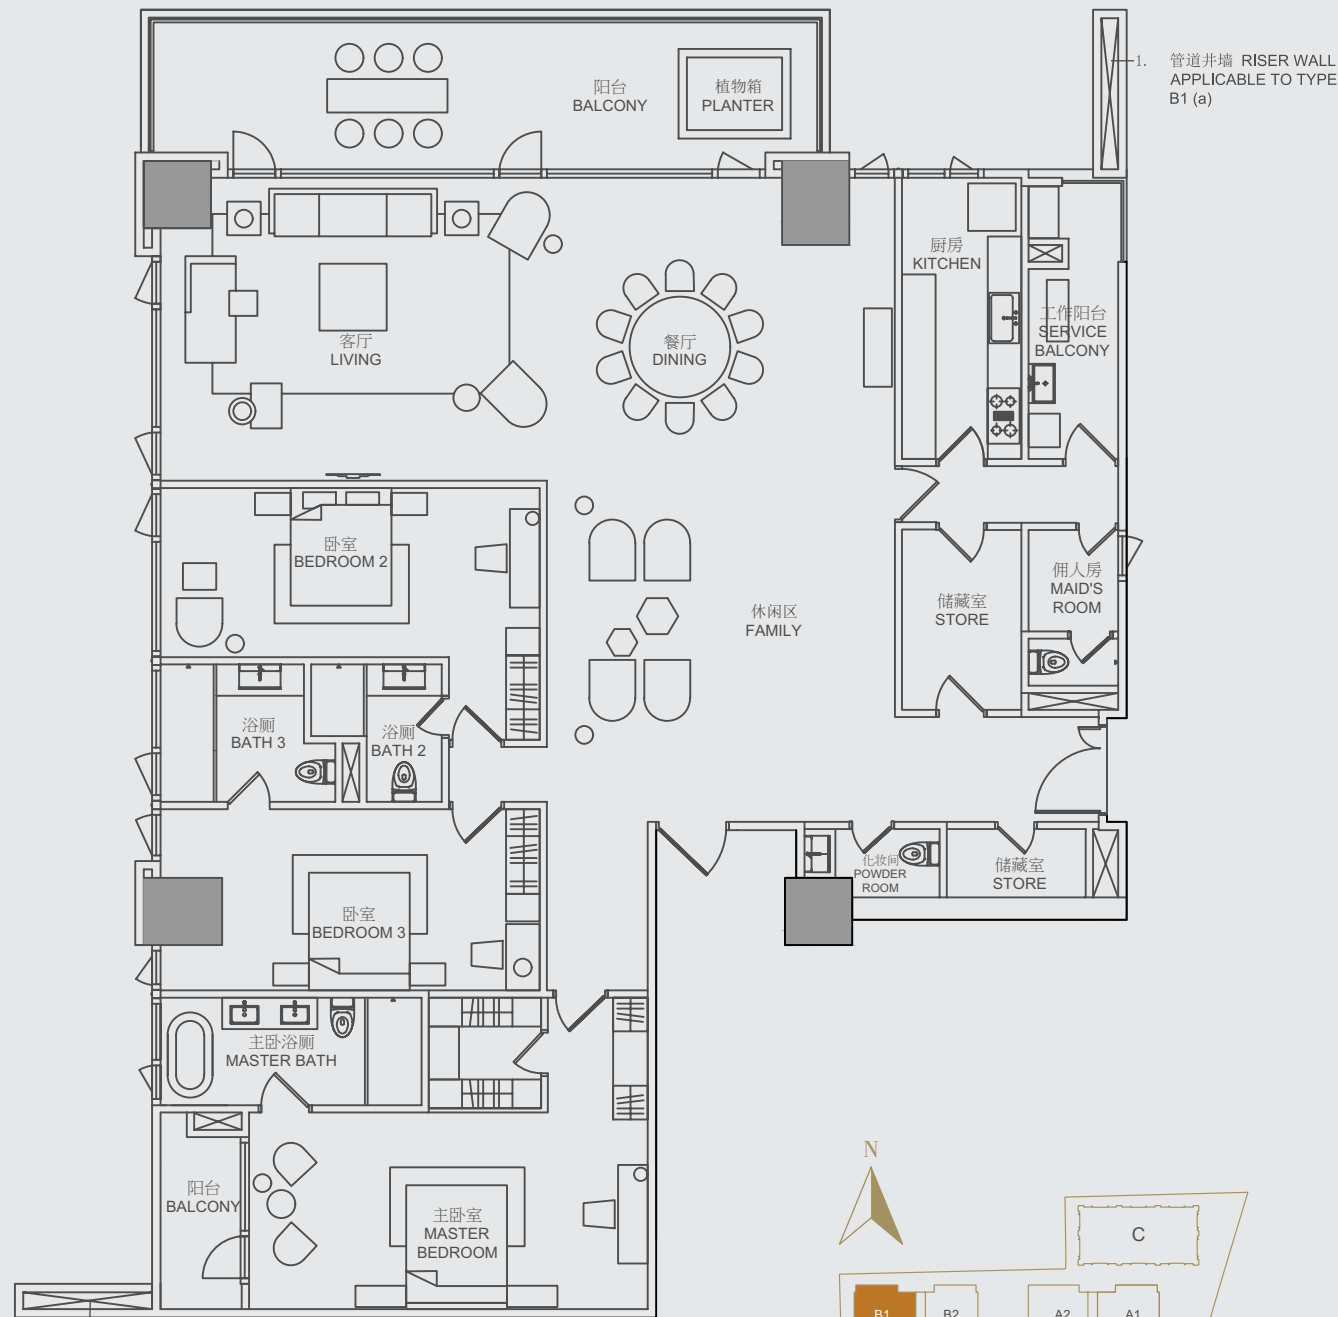 阳台
BALCONY
植物箱
PLANTER
1. 管道井墙 RISER WALL
APPLICABLE TO TYPE
B1 (a)
厨房
KITCHEN
客厅
LIVING
餐厅
DINING
工作阳台
SERVICE
BALCONY
卧室
BEDROOM 2
休闲区
FAMILY
储藏室
STORE
佣人房
MAID'S
ROOM
浴厕
BATH 3
浴厕
BATH 2
化妆间
POWDER
ROOM
储藏室
STORE
卧室
BEDROOM 3
主卧浴厕
MASTER BATH
阳台
BALCONY
主卧室
MASTER
BEDROOM
N
C
B1
B2
A2
A1